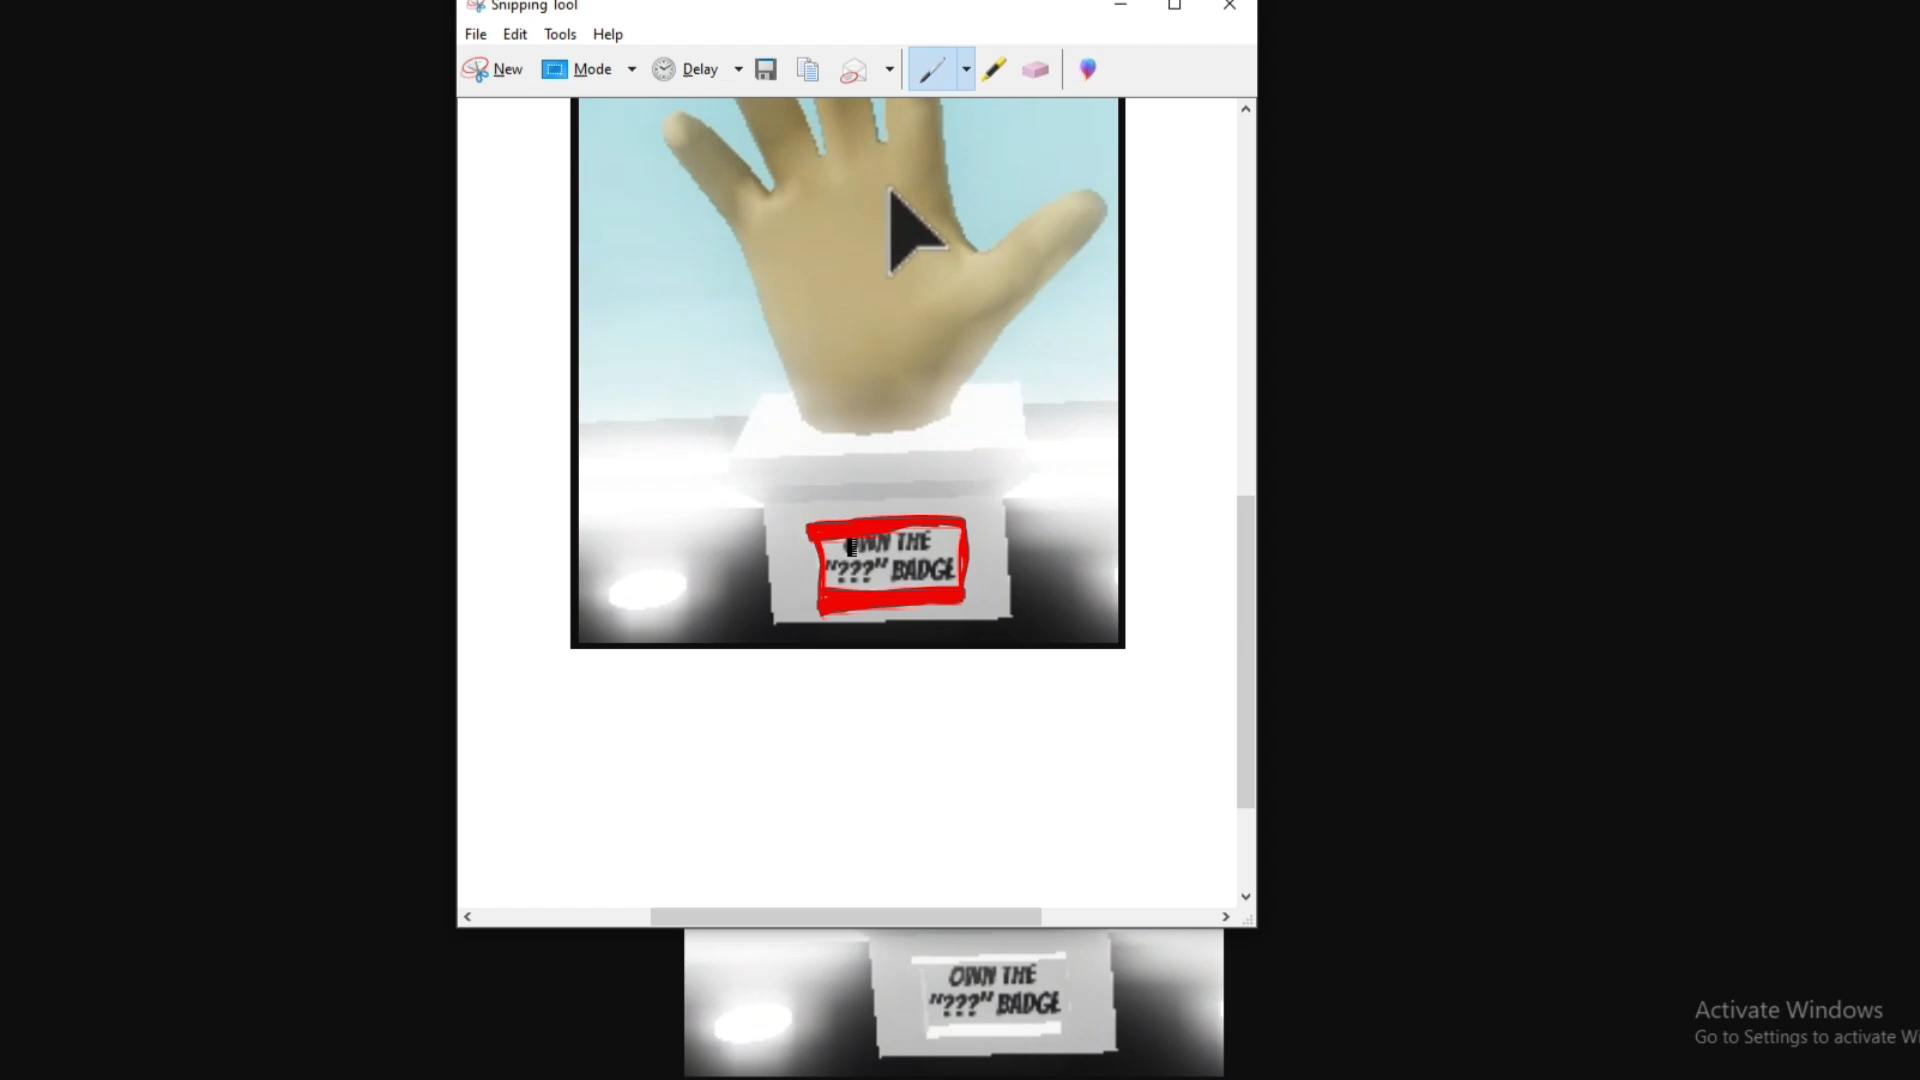 Snipping Tool
File Edit Tools Help
New Mode Delay
OWN THE
"???" BADGE
OWN THE
"???" BADGE
Activate Windows
Go to Settings to activate Wi